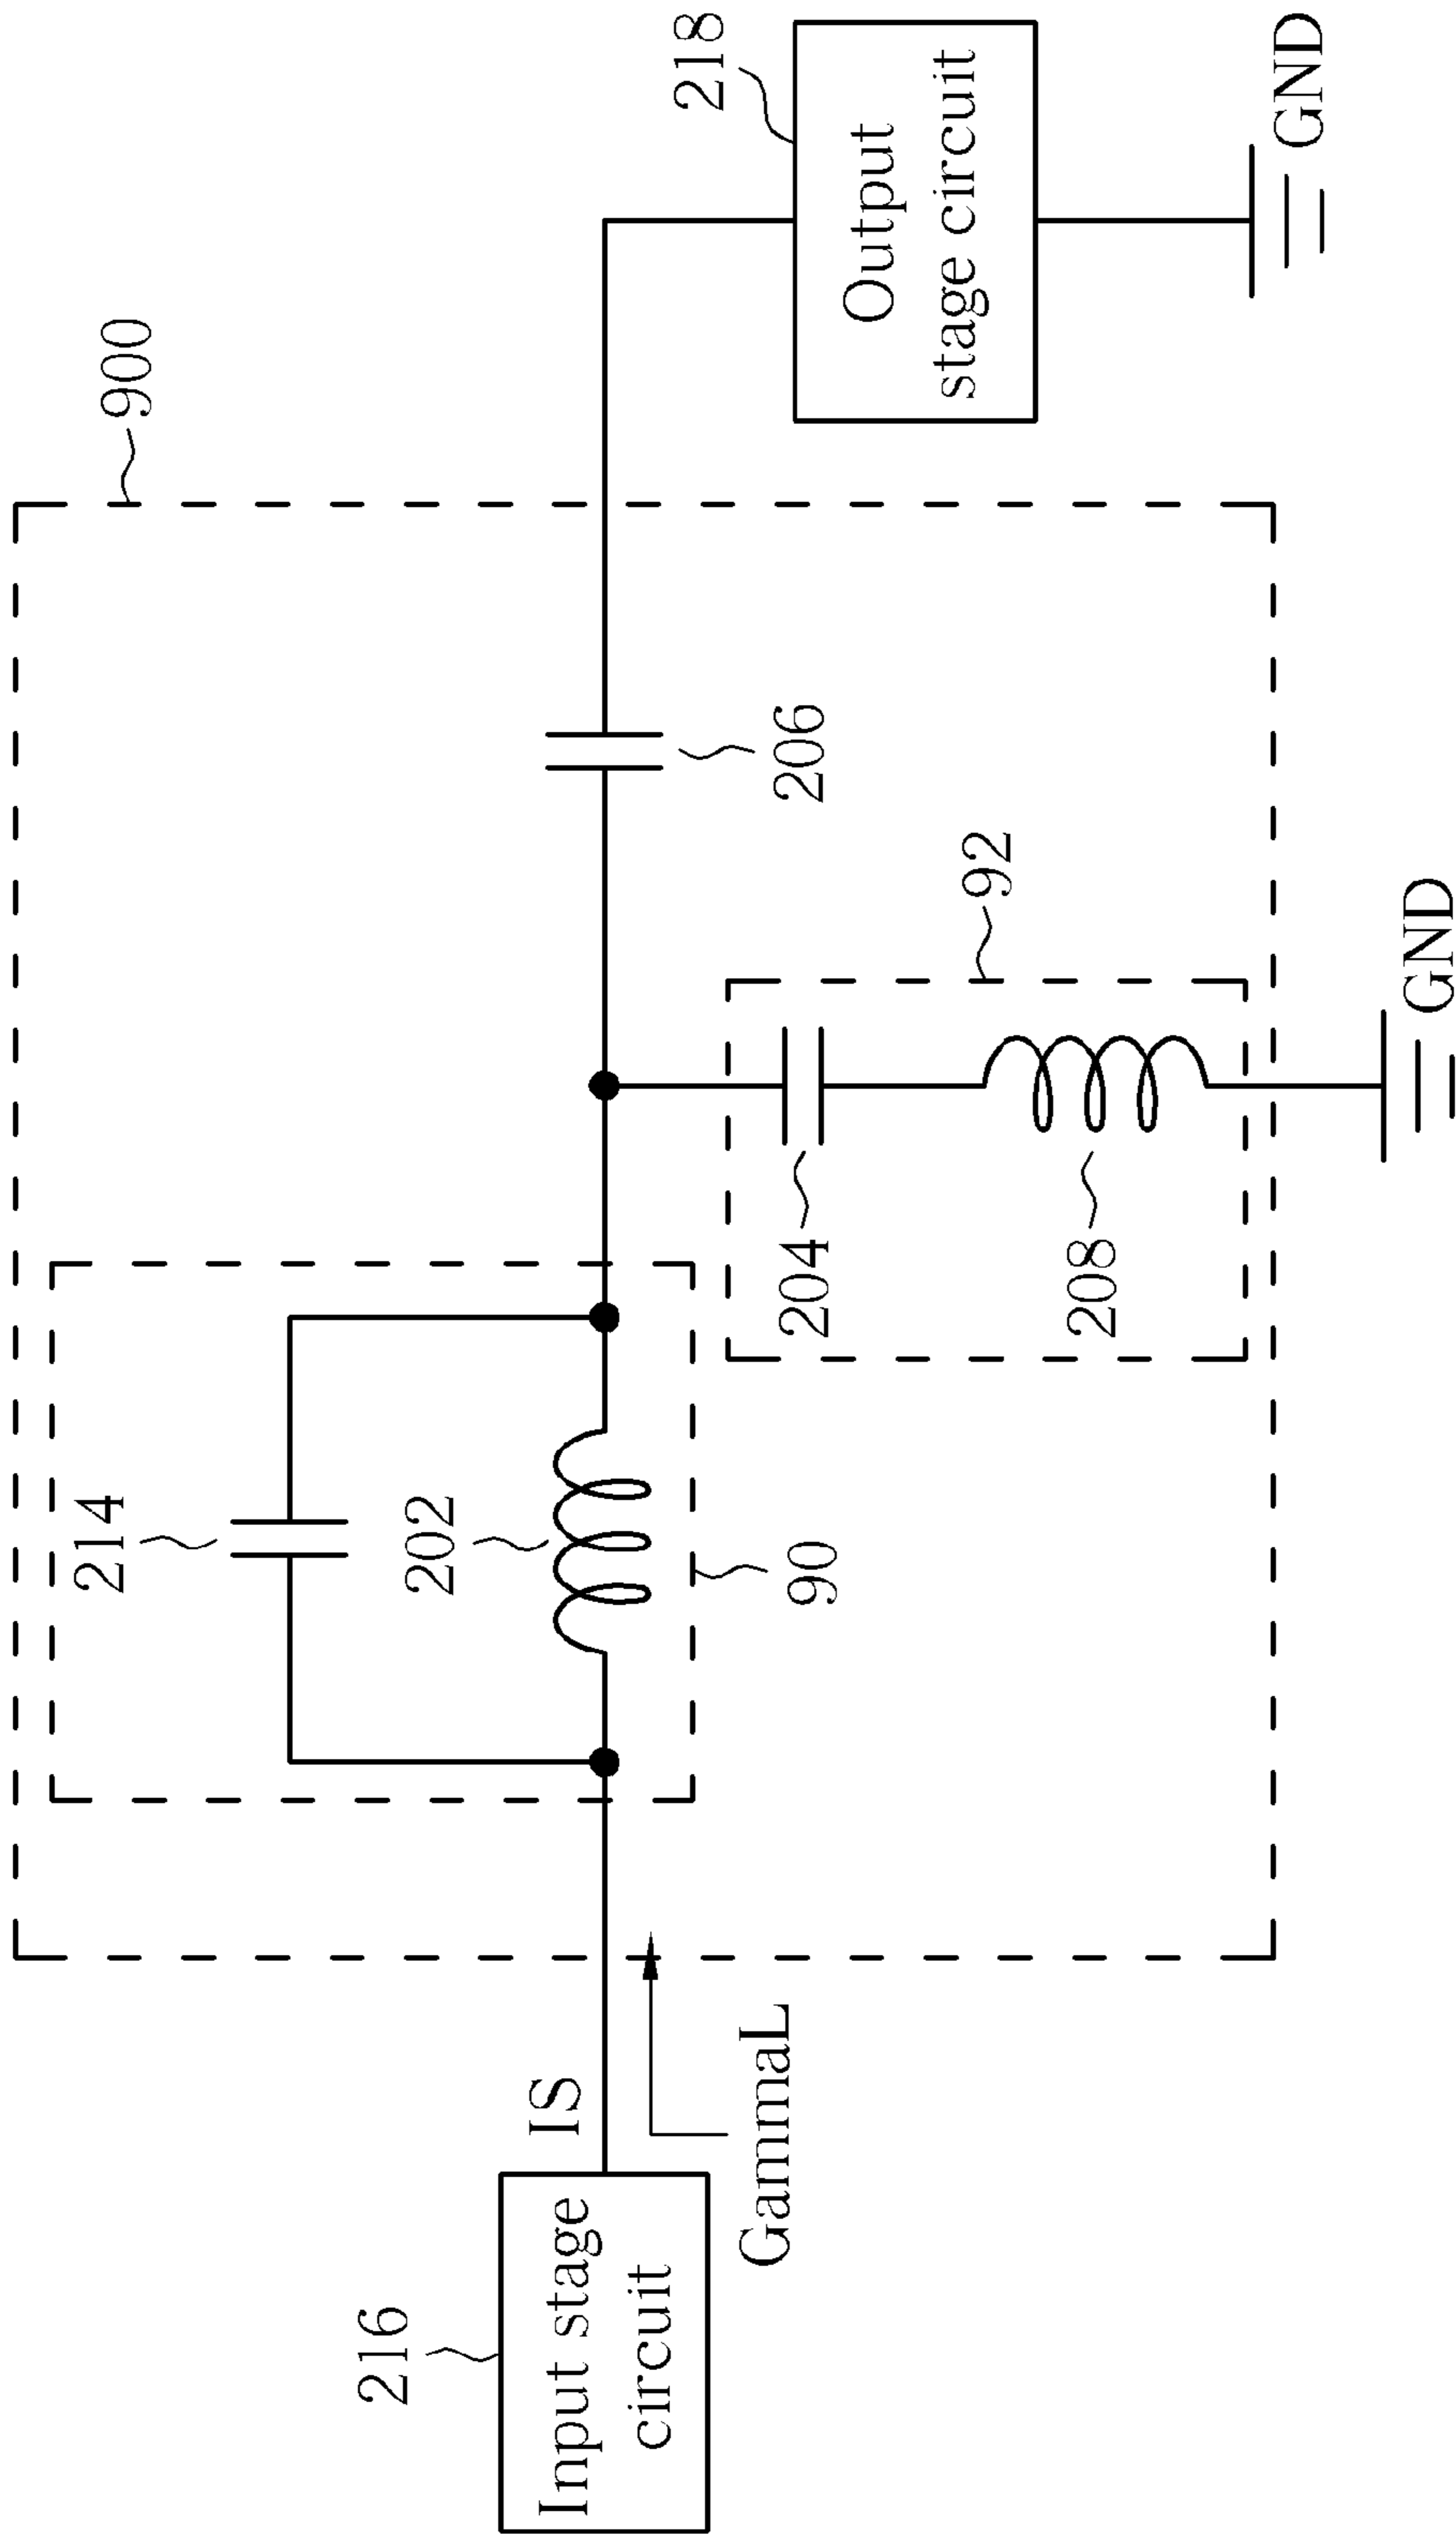 900
214
202
90
206
218
Output
stage circuit
GND
216
Input stage
circuit
IS
GammaL
204
208
92
GND